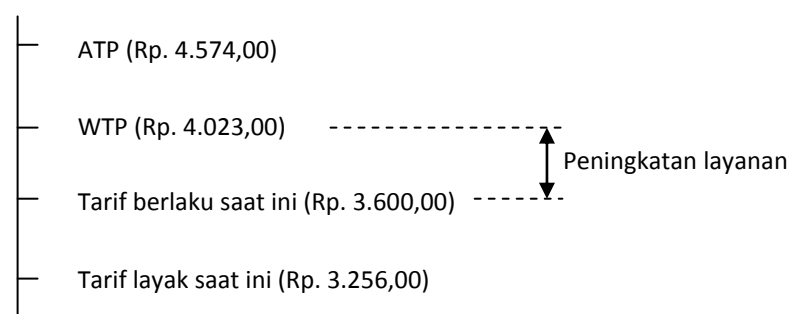 ATP (Rp. 4.574,00)
WTP (Rp. 4.023,00)
Peningkatan layanan
Tarif berlaku saat ini (Rp. 3.600,00)
Tarif layak saat ini (Rp. 3.256,00)